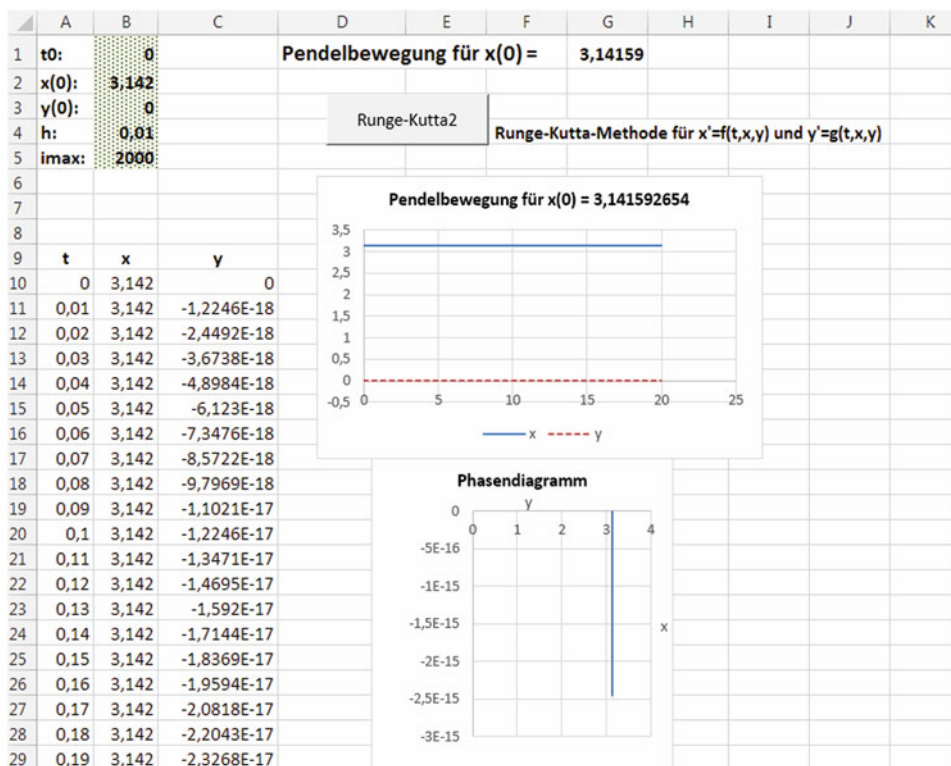 A B C D E F G H I J K
1 t0: 0 Pendelbewegung für x(0) = 3,14159
2 x(0): 3,142
3 y(0): 0
Runge-Kutta2
4 h: 0,01 Runge-Kutta-Methode für x'=f(t,x,y) und y'=g(t,x,y)
5 imax: 2000
6
7
8
9 t x y
10 0 3,142 0
11 0,01 3,142 -1,2246E-18
12 0,02 3,142 -2,4492E-18
13 0,03 3,142 -3,6738E-18
14 0,04 3,142 -4,8984E-18
15 0,05 3,142 -6,123E-18
16 0,06 3,142 -7,3476E-18
17 0,07 3,142 -8,5722E-18
18 0,08 3,142 -9,7969E-18
19 0,09 3,142 -1,1021E-17
20 0,1 3,142 -1,2246E-17
21 0,11 3,142 -1,3471E-17
22 0,12 3,142 -1,4695E-17
23 0,13 3,142 -1,592E-17
24 0,14 3,142 -1,7144E-17
25 0,15 3,142 -1,8369E-17
26 0,16 3,142 -1,9594E-17
27 0,17 3,142 -2,0818E-17
28 0,18 3,142 -2,2043E-17
29 0,19 3,142 -2,3268E-17
Pendelbewegung für x(0) = 3,141592654
3,5
3
2,5
2
1,5
1
0,5
0
-0,5 0 5 10 15 20 25
x y
Phasendiagramm
y
0
0 1 2 3 4
-5E-16
-1E-15
-1,5E-15
x
-2E-15
-2,5E-15
-3E-15